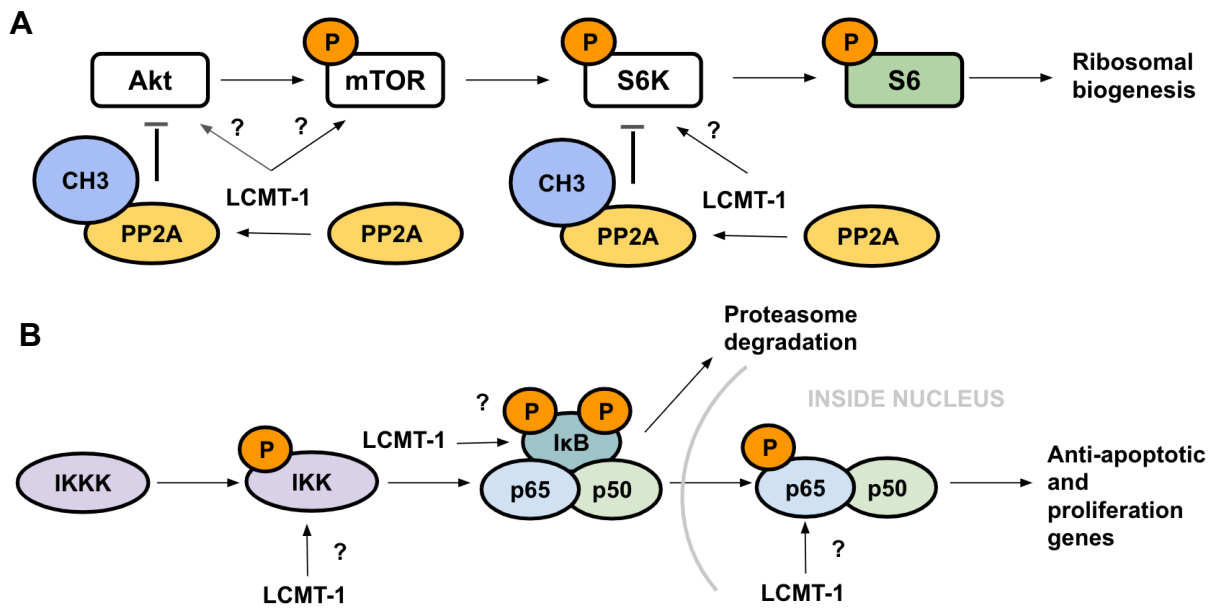 A
P
P
P
Akt
mTOR
S6K
S6
Ribosomal
biogenesis
?
?
?
CH3
LCMT-1
CH3
LCMT-1
PP2A
PP2A
PP2A
PP2A
B
Proteasome
degradation
INSIDE NUCLEUS
?
P
P
P
P
LCMT-1
IκB
IKKK
IKK
p65
p50
p65
p50
Anti-apoptotic
and
proliferation
genes
?
?
LCMT-1
LCMT-1